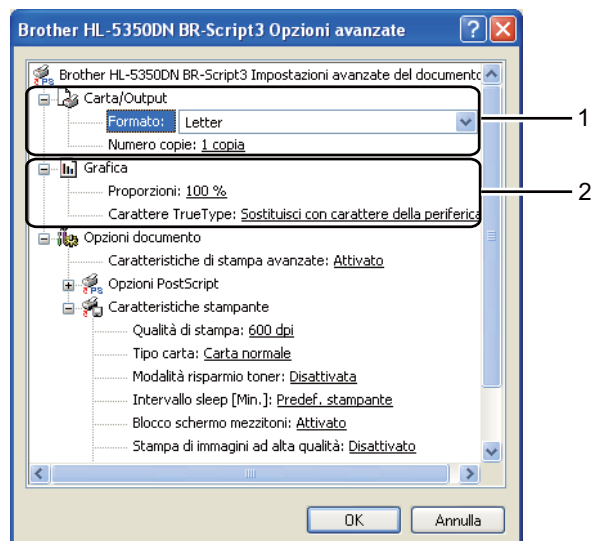 Brother HL-5350DN BR-Script3 Opzioni avanzate
Brother HL-5350DN BR-Script3 Impostazioni avanzate del documento
Carta/Output
Formato: Letter
1
Numero copie: 1 copia
Grafica
2
Proporzioni: 100 %
Carattere TrueType: Sostituisci con carattere della periferica
Opzioni documento
Caratteristiche di stampa avanzate: Attivato
Opzioni PostScript
Caratteristiche stampante
Qualità di stampa: 600 dpi
Tipo carta: Carta normale
Modalità risparmio toner: Disattivata
Intervallo sleep [Min.]: Predef. stampante
Blocco schermo mezzitoni: Attivato
Stampa di immagini ad alta qualità: Disattivato
OK Annulla